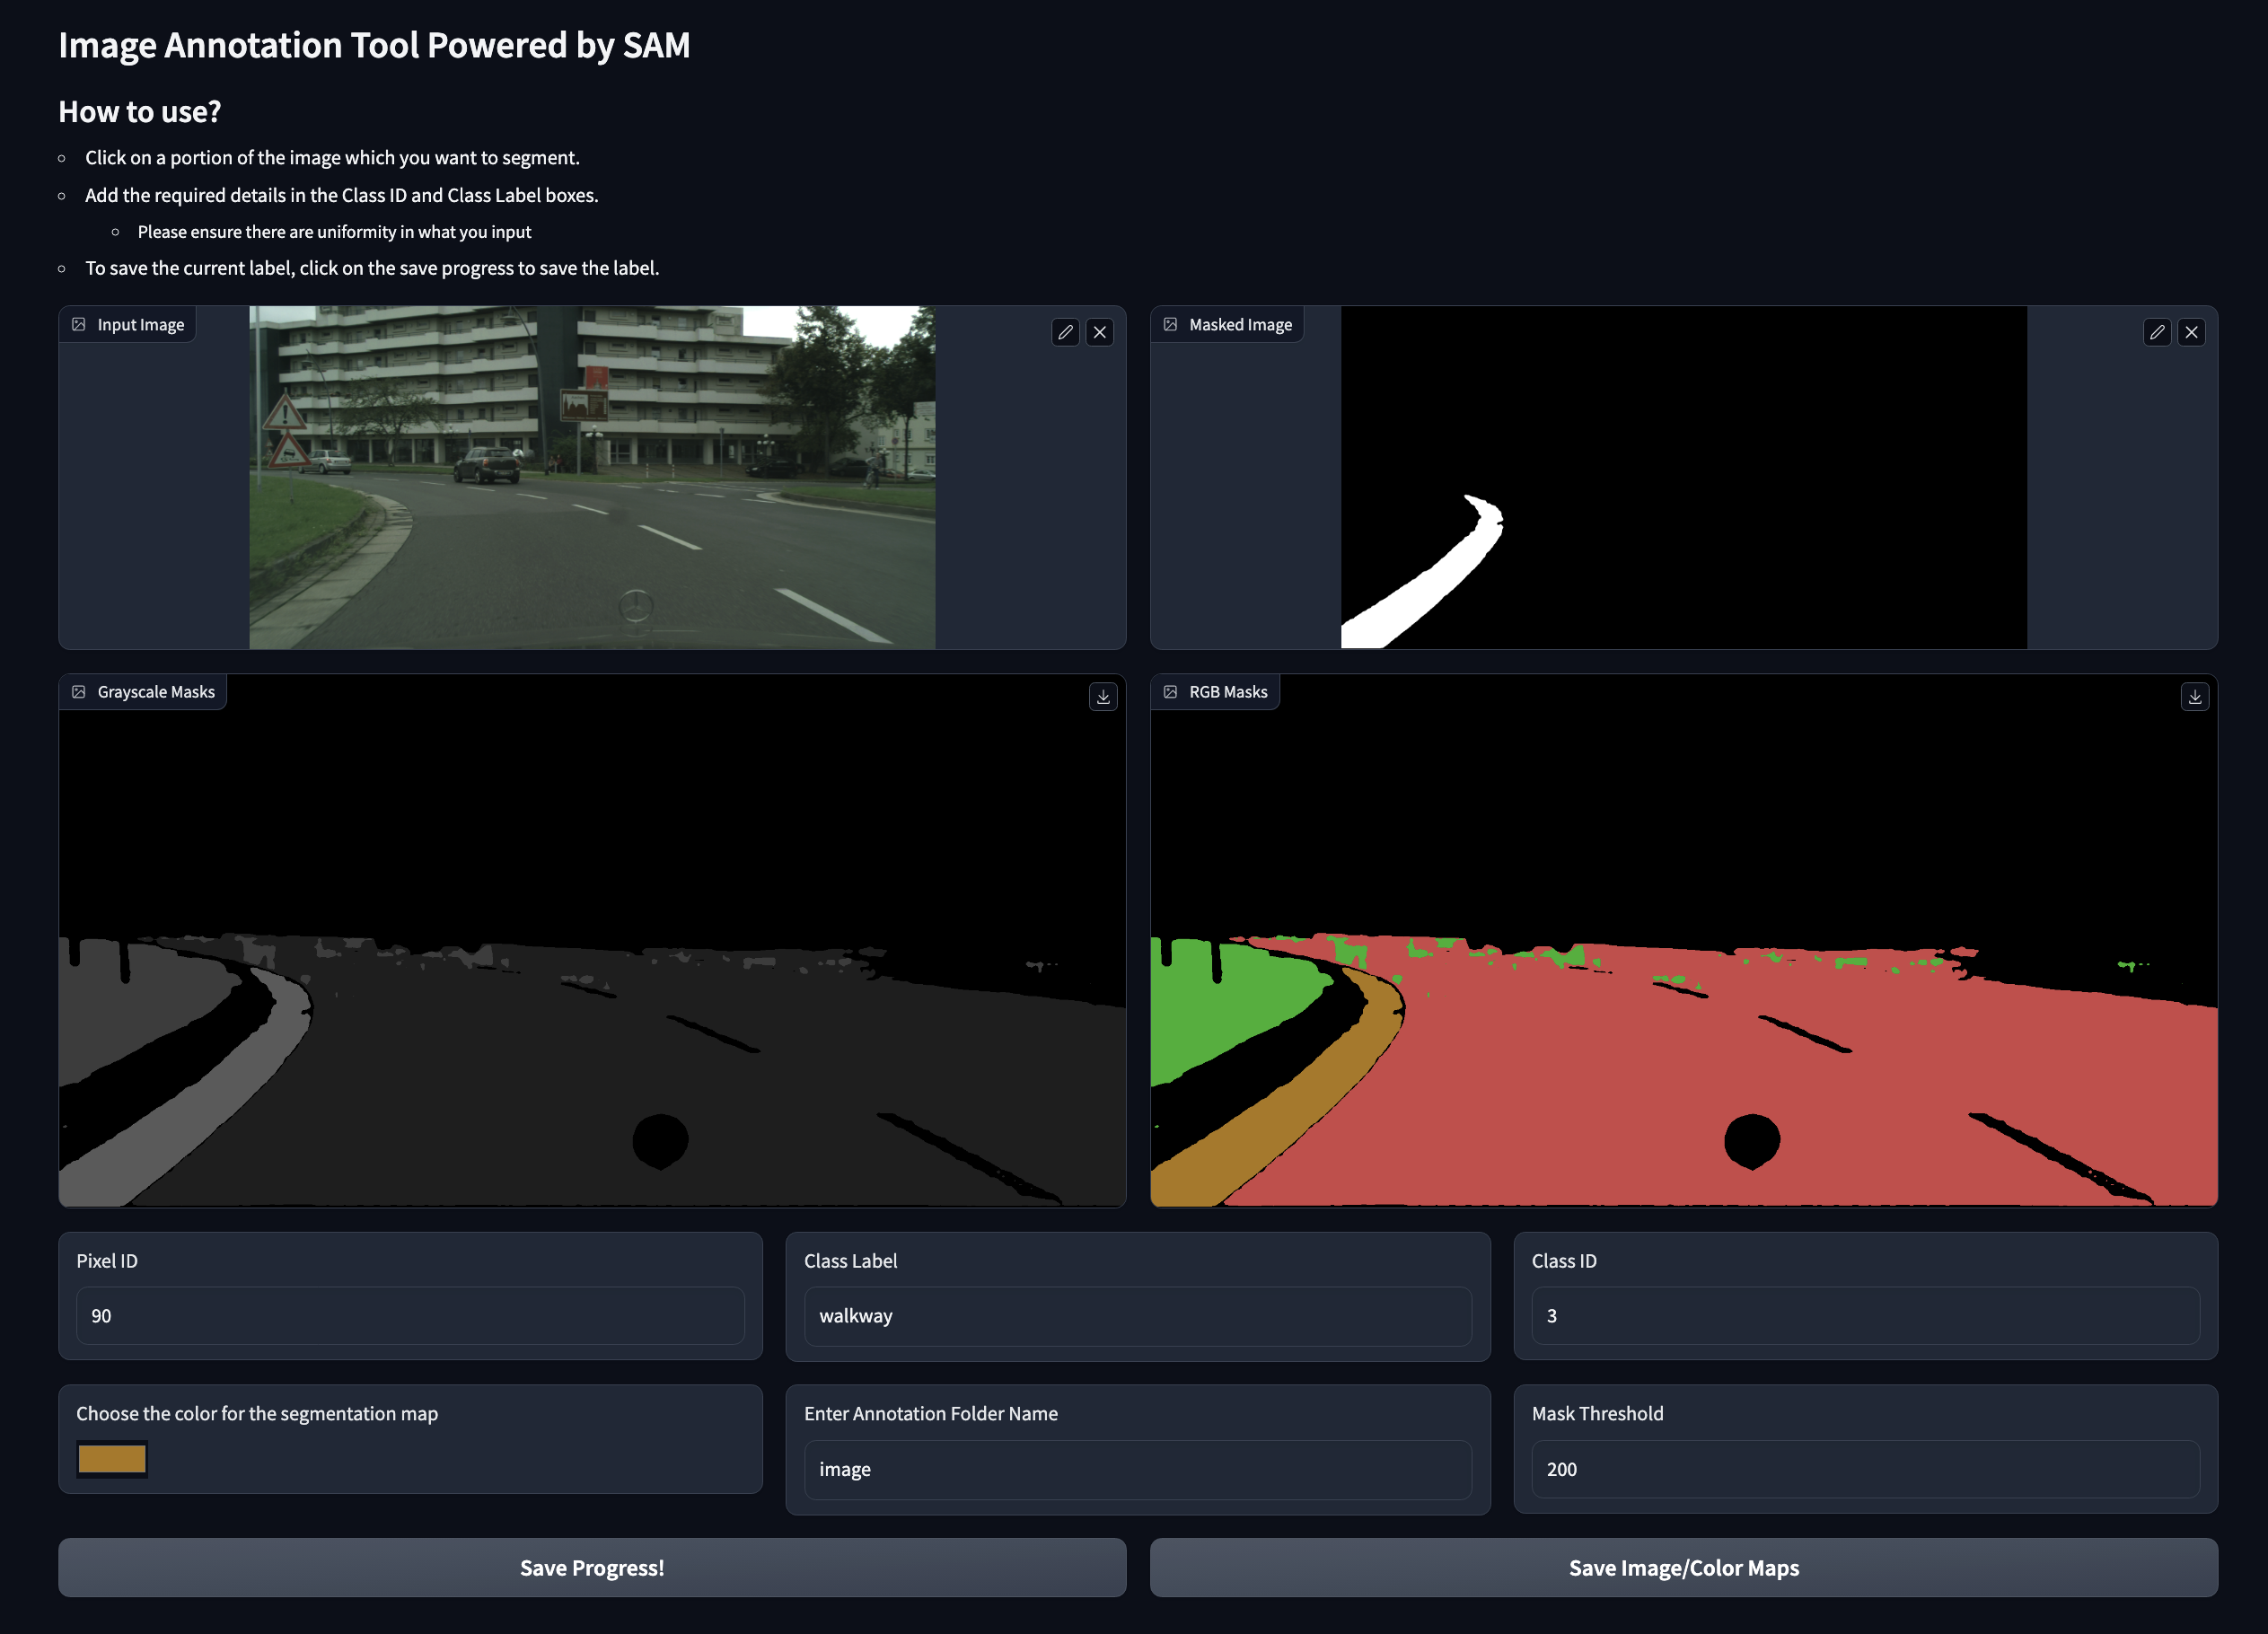 Image Annotation Tool Powered by SAM
How to use?
Click on a portion of the image which you want to segment.
Add the required details in the Class ID and Class Label boxes.
Please ensure there are uniformity in what you input
To save the current label, click on the save progress to save the label.
Input Image
Masked Image
Grayscale Masks
RGB Masks
Pixel ID
Class Label
Class ID
90
walkway
3
Choose the color for the segmentation map
Enter Annotation Folder Name
Mask Threshold
image
200
Save Progress!
Save Image/Color Maps